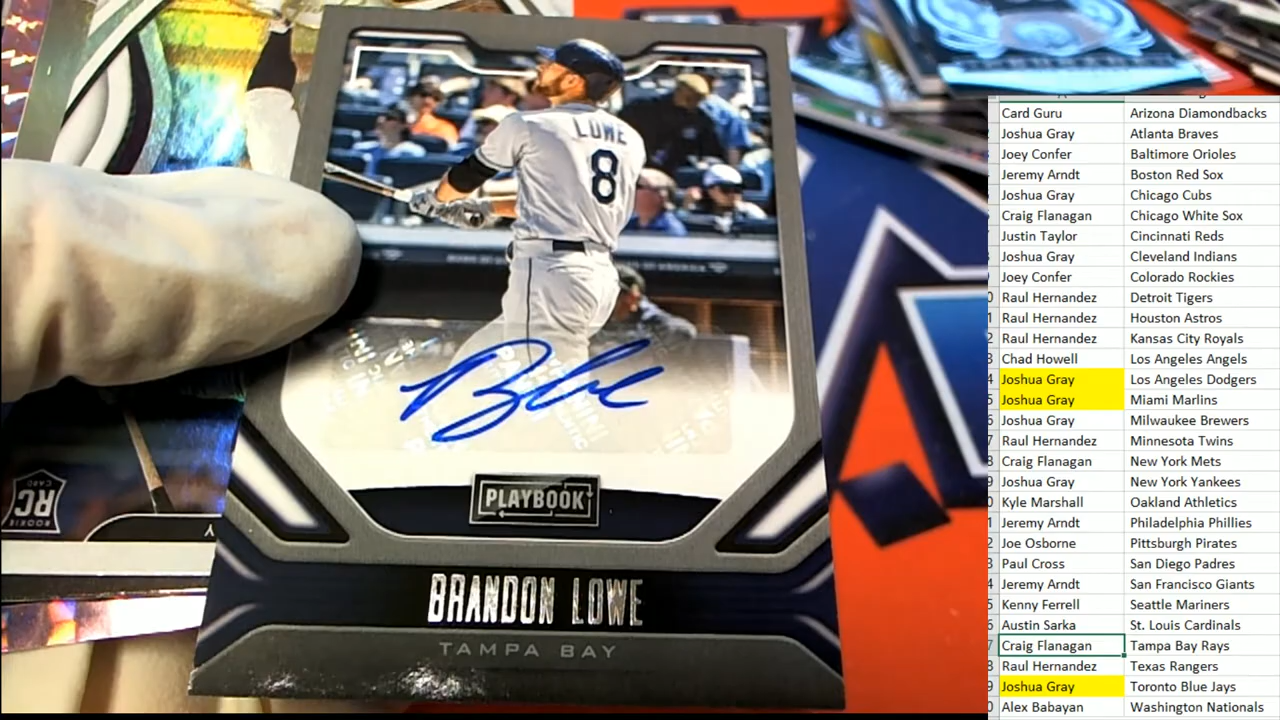 LOWE
8
PLAYBOOK
BRANDON LOWE
TAMPA BAY
RC
ROOKIE
CARD
Card Guru Arizona Diamondbacks
Joshua Gray Atlanta Braves
Joey Confer Baltimore Orioles
Jeremy Arndt Boston Red Sox
Joshua Gray Chicago Cubs
Craig Flanagan Chicago White Sox
Justin Taylor Cincinnati Reds
Joshua Gray Cleveland Indians
Joey Confer Colorado Rockies
Raul Hernandez Detroit Tigers
Raul Hernandez Houston Astros
Raul Hernandez Kansas City Royals
Chad Howell Los Angeles Angels
Joshua Gray Los Angeles Dodgers
Joshua Gray Miami Marlins
Joshua Gray Milwaukee Brewers
Raul Hernandez Minnesota Twins
Craig Flanagan New York Mets
Joshua Gray New York Yankees
Kyle Marshall Oakland Athletics
Jeremy Arndt Philadelphia Phillies
Joe Osborne Pittsburgh Pirates
Paul Cross San Diego Padres
Jeremy Arndt San Francisco Giants
Kenny Ferrell Seattle Mariners
Austin Sarka St. Louis Cardinals
Craig Flanagan Tampa Bay Rays
Raul Hernandez Texas Rangers
Joshua Gray Toronto Blue Jays
Alex Babayan Washington Nationals